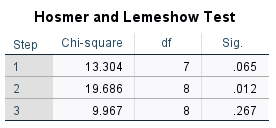 Hosmer and Lemeshow Test
Step Chi-square df Sig.
1 13.304 7 .065
2 19.686 8 .012
3 9.967 8 .267